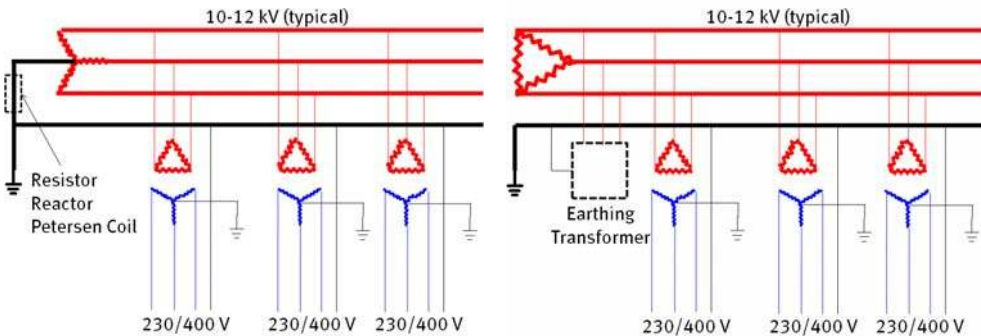 10-12 kV (typical)
Resistor
Reactor
Petersen Coil
230/400 V
230/400 V
230/400 V
10-12 kV (typical)
Earthing
Transformer
230/400 V
230/400 V
230/400 V